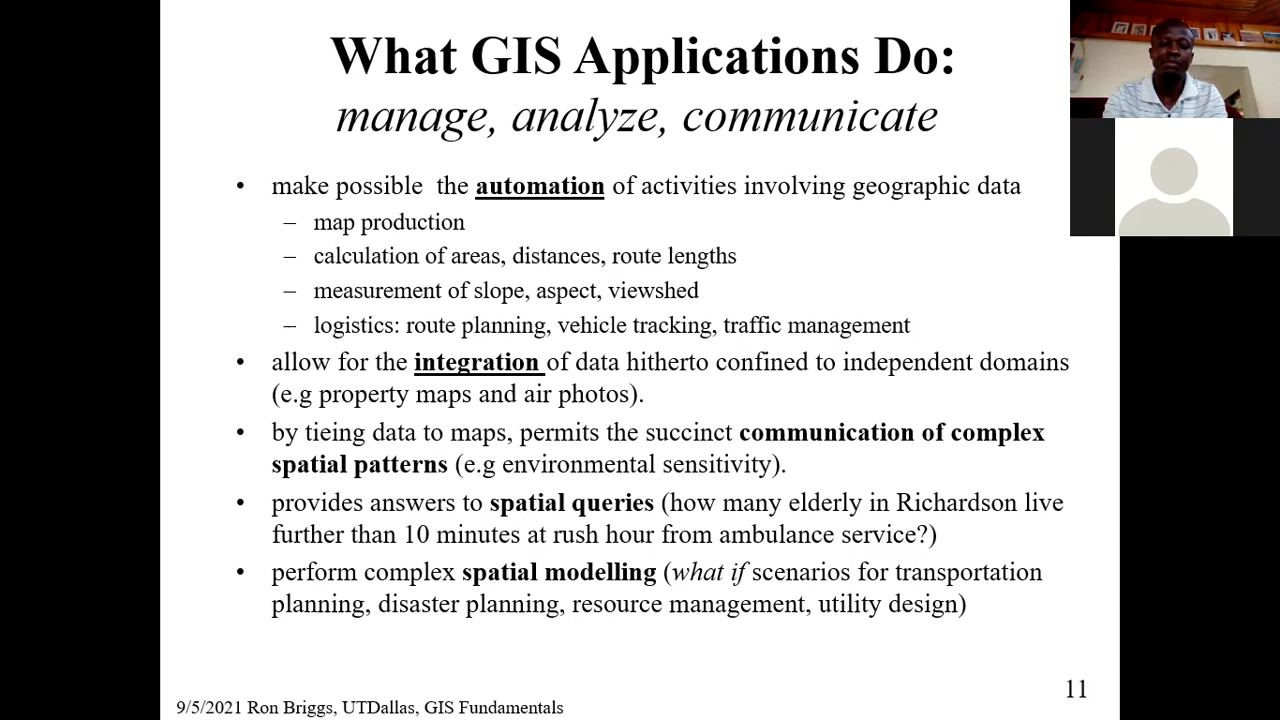 What GIS Applications Do:
manage, analyze, communicate
• make possible the automation of activities involving geographic data
– map production
– calculation of areas, distances, route lengths
– measurement of slope, aspect, viewshed
– logistics: route planning, vehicle tracking, traffic management
• allow for the integration of data hitherto confined to independent domains
(e.g property maps and air photos).
• by tieing data to maps, permits the succinct communication of complex
spatial patterns (e.g environmental sensitivity).
• provides answers to spatial queries (how many elderly in Richardson live
further than 10 minutes at rush hour from ambulance service?)
• perform complex spatial modelling (what if scenarios for transportation
planning, disaster planning, resource management, utility design)
11
9/5/2021 Ron Briggs, UTDallas, GIS Fundamentals